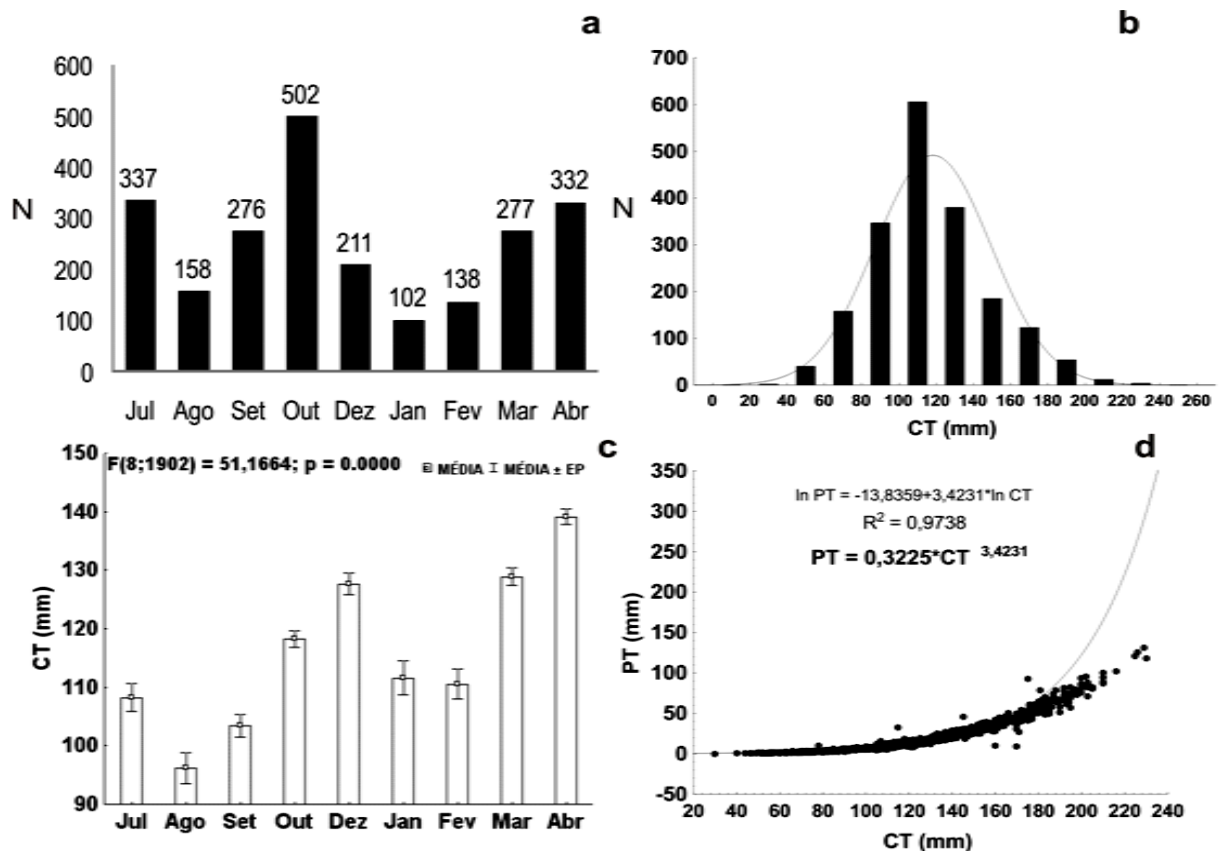 a
600
500
400
300
200
100
0
N
337
158
276
502
211
102
138
277
332
Jul Ago Set Out Dez Jan Fev Mar Abr
b
700
600
500
400
300
200
100
0
N
0 20 40 60 80 100 120 140 160 180 200 220 240 260
CT (mm)
c
F(8;1902) = 51,1664; p = 0.0000
MÉDIA MÉDIA ± EP
150
140
130
120
110
100
90
CT (mm)
Jul Ago Set Out Dez Jan Fev Mar Abr
d
350
300
250
200
150
100
50
0
-50
PT (mm)
ln PT = -13,8359+3,4231*ln CT
R² = 0,9738
PT = 0,3225*CT 3,4231
20 40 60 80 100 120 140 160 180 200 220 240
CT (mm)